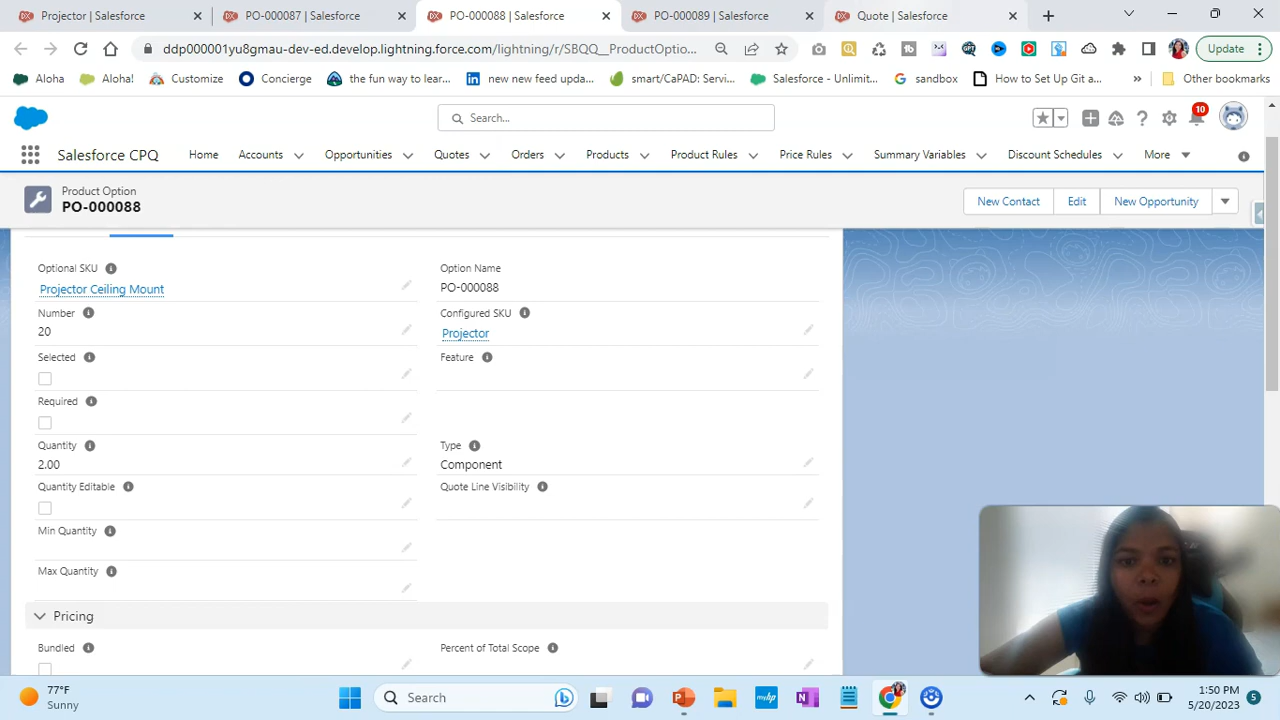 Projector | Salesforce
PO-000087 | Salesforce
PO-000088 | Salesforce
PO-000089 | Salesforce
Quote | Salesforce
ddp000001yu8gmau-dev-ed.develop.lightning.force.com/lightning/r/SBQQ__ProductOptio...
Update
Aloha
Aloha!
Customize
Concierge
the fun way to lear...
new new feed upda...
smart/CaPAD: Servi...
Salesforce - Unlimit...
sandbox
How to Set Up Git a...
»
Other bookmarks
Search...
10
Salesforce CPQ
Home
Accounts
Opportunities
Quotes
Orders
Products
Product Rules
Price Rules
Summary Variables
Discount Schedules
More
Product Option
PO-000088
New Contact
Edit
New Opportunity
Optional SKU
Option Name
Projector Ceiling Mount
PO-000088
Number
Configured SKU
20
Projector
Selected
Feature
Required
Quantity
Type
2.00
Component
Quantity Editable
Quote Line Visibility
Min Quantity
Max Quantity
Pricing
Bundled
Percent of Total Scope
77°F
Sunny
Search
1:50 PM
5/20/2023
5